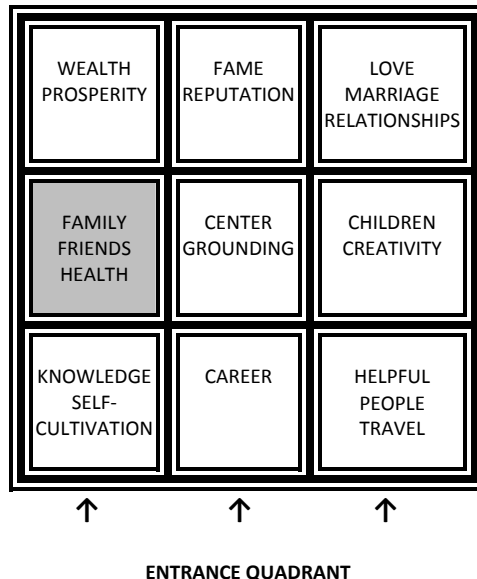 WEALTH
PROSPERITY
FAME
REPUTATION
LOVE
MARRIAGE
RELATIONSHIPS
FAMILY
FRIENDS
HEALTH
CENTER
GROUNDING
CHILDREN
CREATIVITY
KNOWLEDGE
SELF-
CULTIVATION
CAREER
HELPFUL
PEOPLE
TRAVEL
ENTRANCE QUADRANT